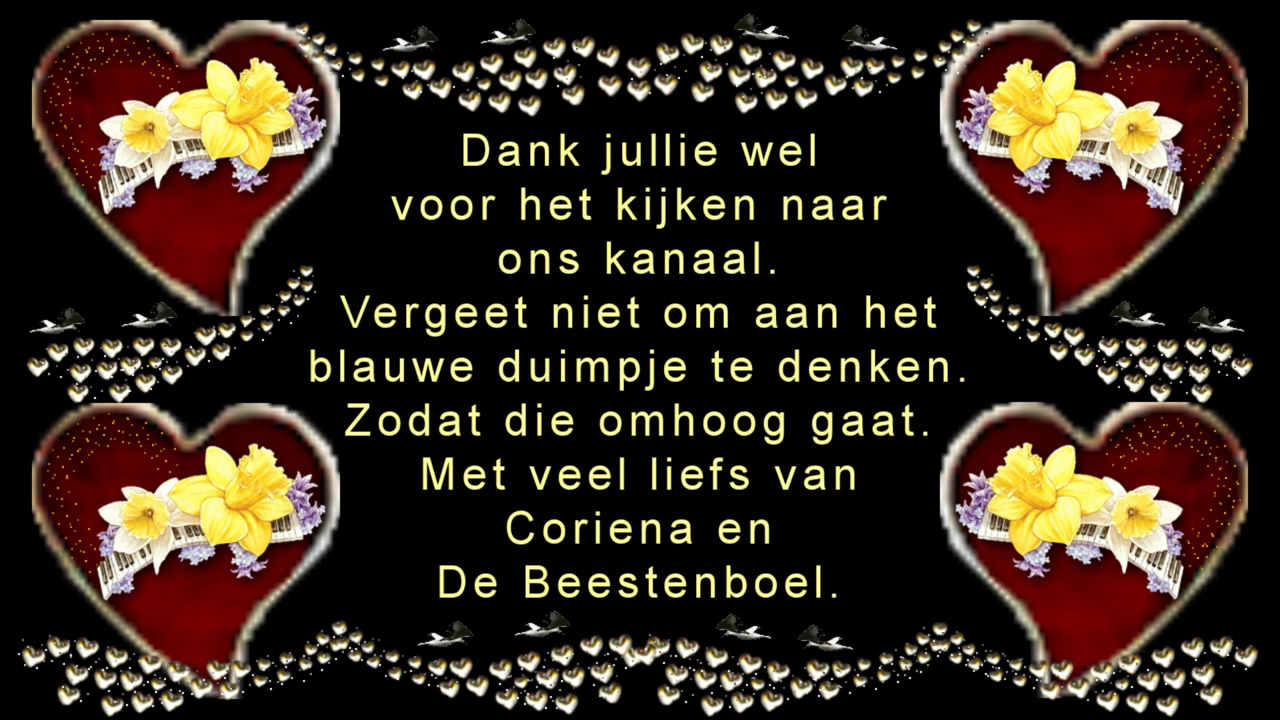 Dank jullie wel
voor het kijken naar
ons kanaal.
Vergeet niet om aan het
blauwe duimpje te denken.
Zodat die omhoog gaat.
Met veel liefs van
Coriena en
De Beestenboel.